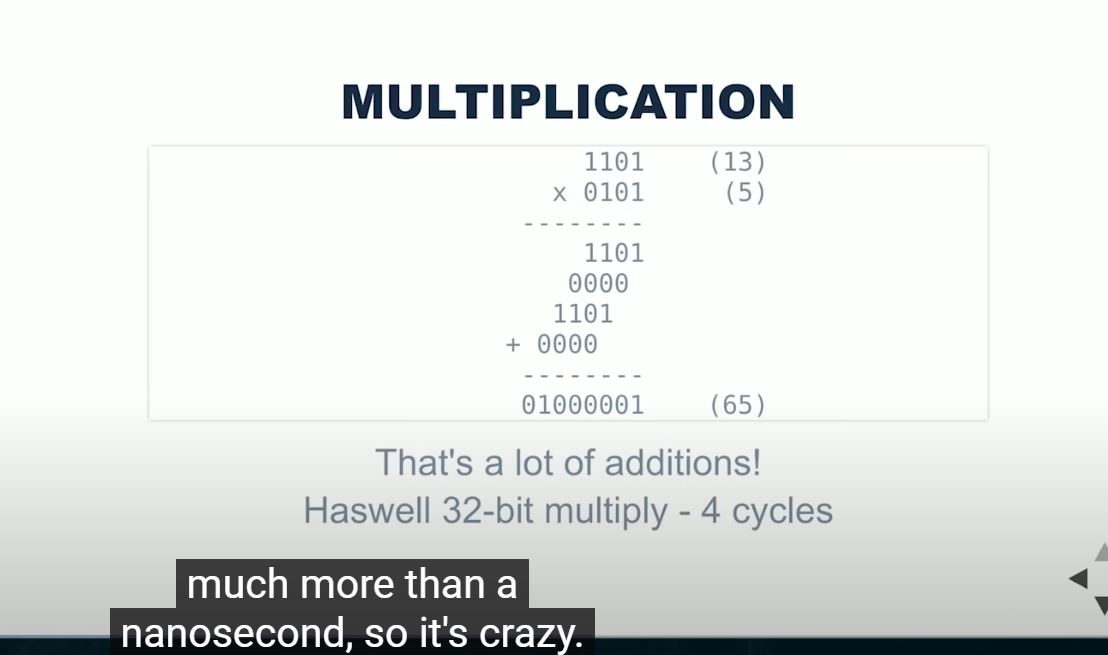 MULTIPLICATION
1101 (13)
x 0101 (5)
--------
1101
0000
1101
+ 0000
--------
01000001 (65)
That's a lot of additions!
Haswell 32-bit multiply - 4 cycles
much more than a
nanosecond, so it's crazy.